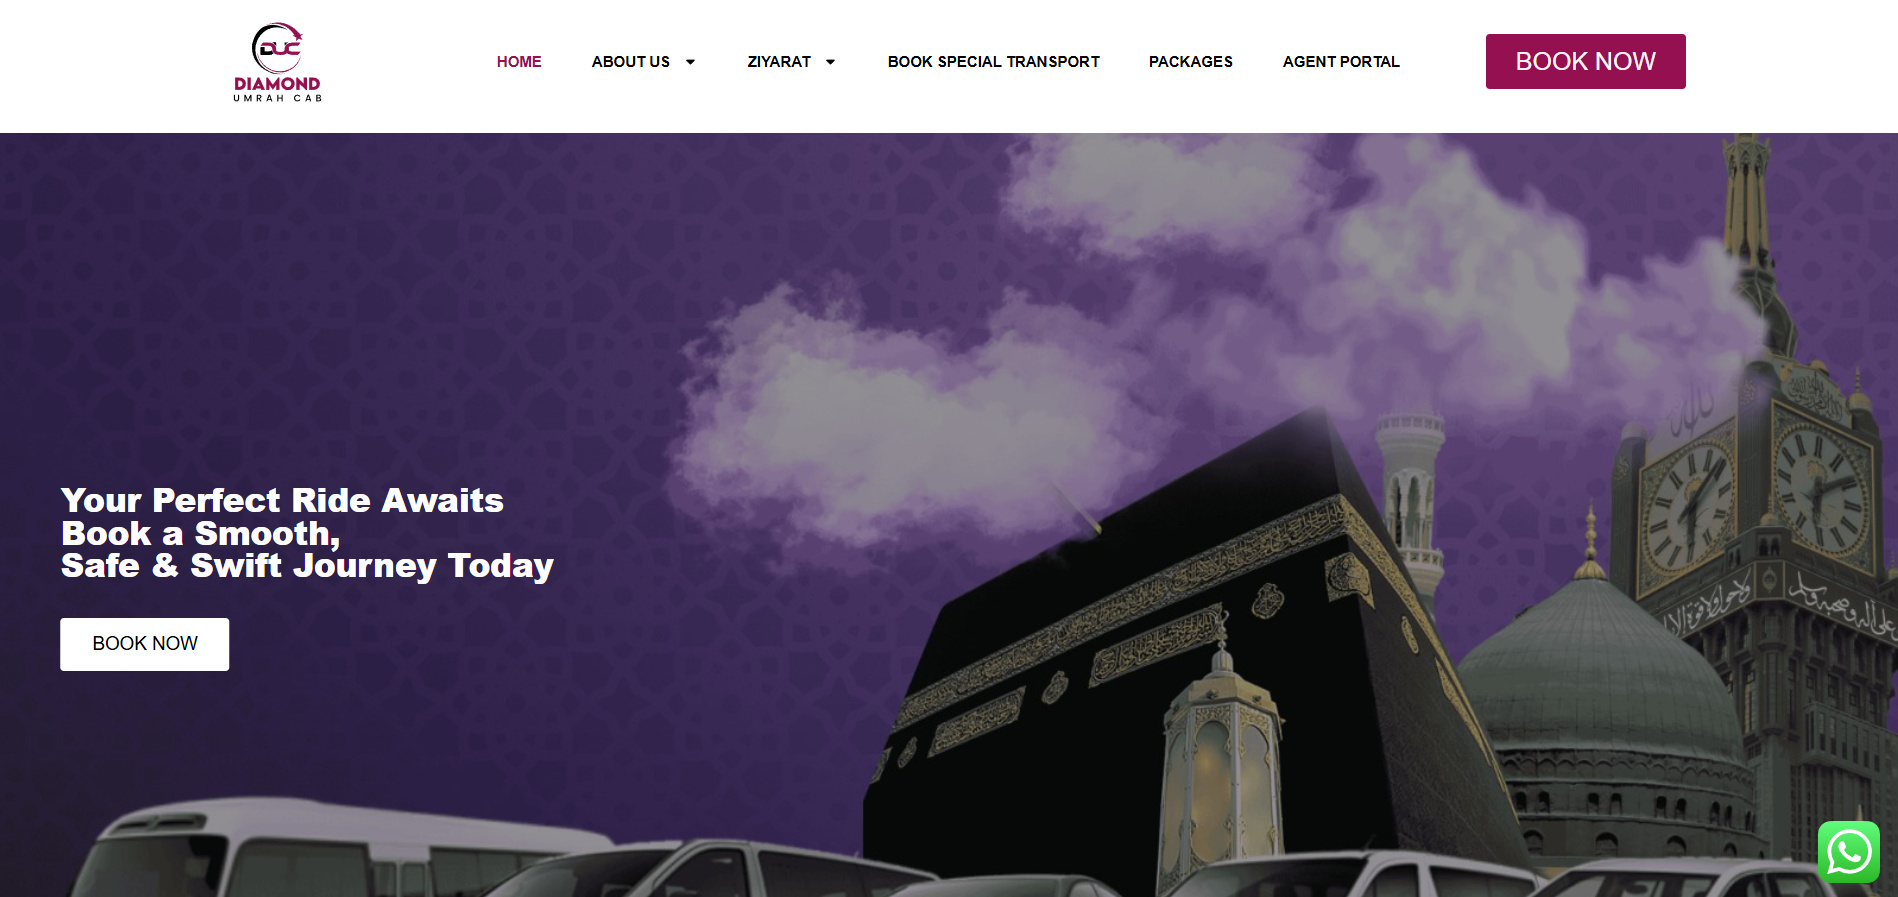 DUC
DIAMOND
UMRAH CAB
HOME
ABOUT US
ZIYARAT
BOOK SPECIAL TRANSPORT
PACKAGES
AGENT PORTAL
BOOK NOW
Your Perfect Ride Awaits
Book a Smooth,
Safe & Swift Journey Today
BOOK NOW